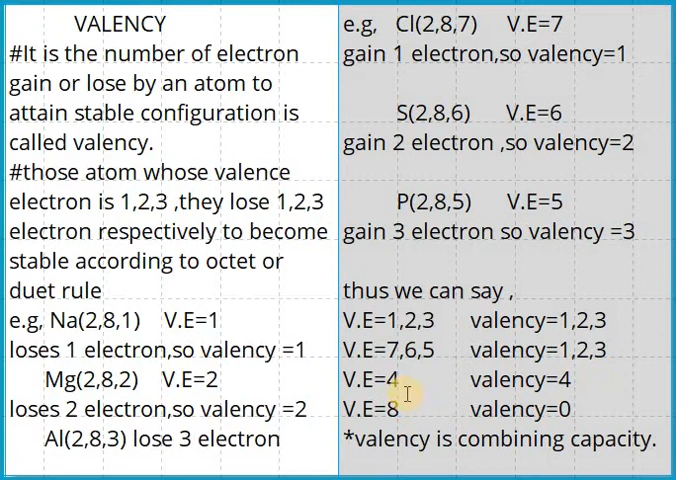 VALENCY
#It is the number of electron
gain or lose by an atom to
attain stable configuration is
called valency.
#those atom whose valence
electron is 1,2,3 ,they lose 1,2,3
electron respectively to become
stable according to octet or
duet rule
e.g, Na(2,8,1) V.E=1
loses 1 electron,so valency =1
Mg(2,8,2) V.E=2
loses 2 electron,so valency =2
Al(2,8,3) lose 3 electron
e.g, Cl(2,8,7) V.E=7
gain 1 electron,so valency=1
S(2,8,6) V.E=6
gain 2 electron ,so valency=2
P(2,8,5) V.E=5
gain 3 electron so valency =3
thus we can say ,
V.E=1,2,3 valency=1,2,3
V.E=7,6,5 valency=1,2,3
V.E=4 valency=4
V.E=8 valency=0
*valency is combining capacity.